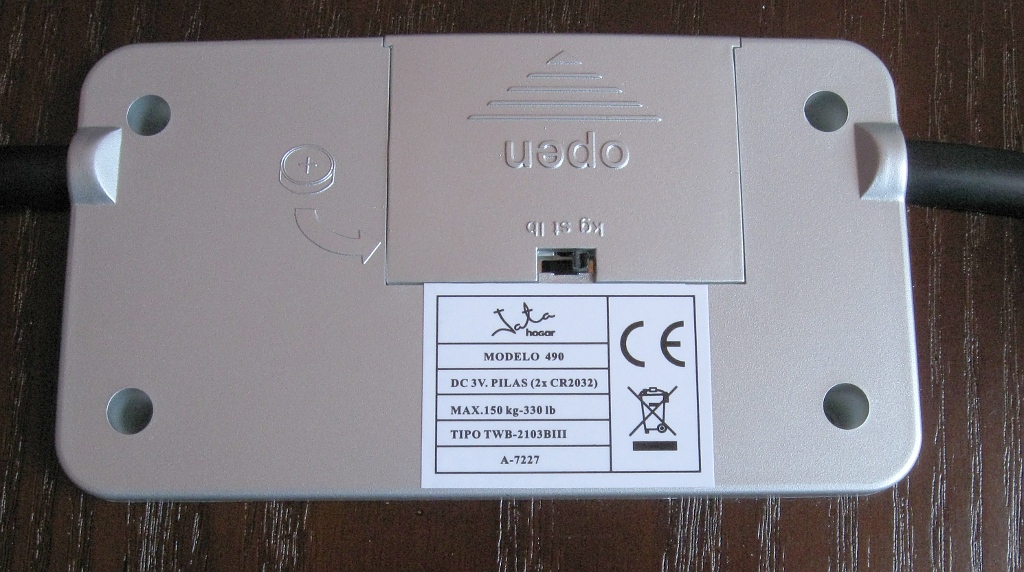 open
kg st lb
Jata
hogar
MODELO 490
DC 3V. PILAS (2x CR2032)
MAX.150 kg-330 lb
TIPO TWB-2103BIII
A-7227
CE